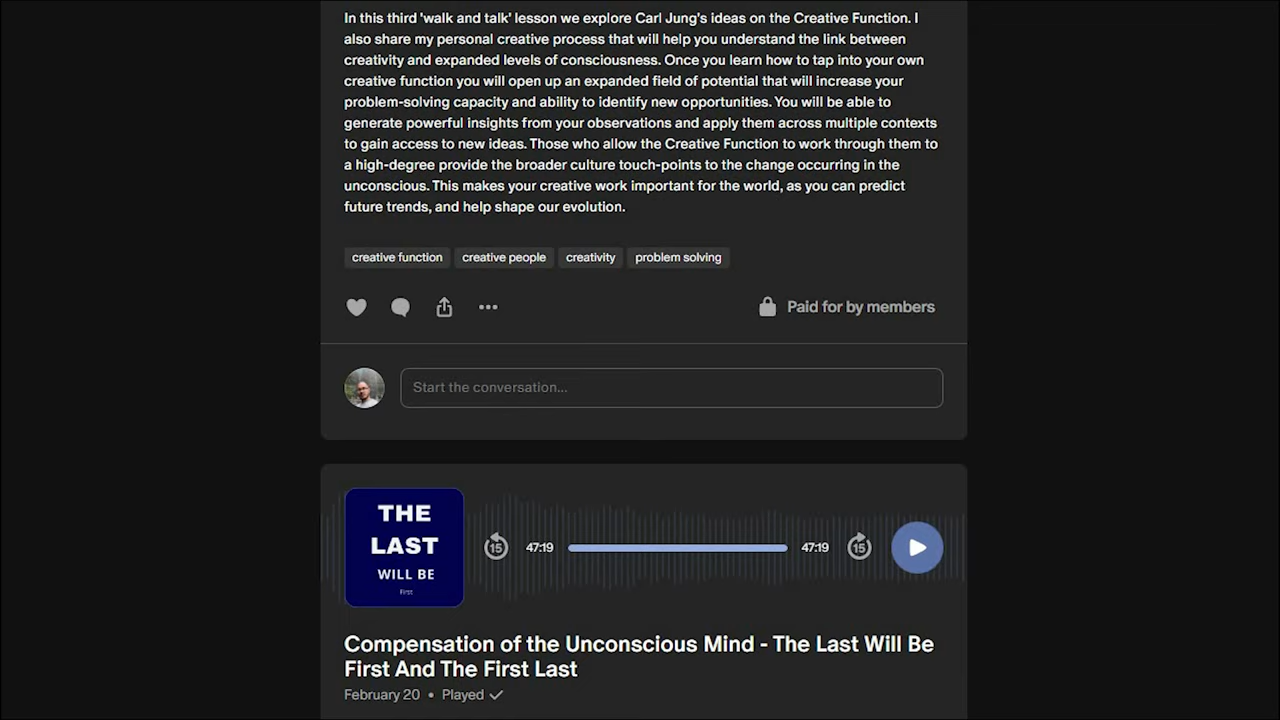 In this third 'walk and talk' lesson we explore Carl Jung's ideas on the Creative Function. I
also share my personal creative process that will help you understand the link between
creativity and expanded levels of consciousness. Once you learn how to tap into your own
creative function you will open up an expanded field of potential that will increase your
problem-solving capacity and ability to identify new opportunities. You will be able to
generate powerful insights from your observations and apply them across multiple contexts
to gain access to new ideas. Those who allow the Creative Function to work through them to
a high-degree provide the broader culture touch-points to the change occurring in the
unconscious. This makes your creative work important for the world, as you can predict
future trends, and help shape our evolution.
creative function creative people creativity problem solving
Paid for by members
Start the conversation...
THE
LAST
WILL BE
First
15 47:19 47:19 15
Compensation of the Unconscious Mind - The Last Will Be
First And The First Last
February 20 • Played